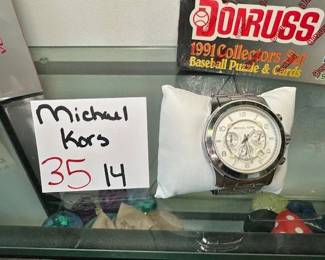 DONRUSS
1991 Collectors Set
Baseball Puzzle & Cards
Michael
Kors
35 14